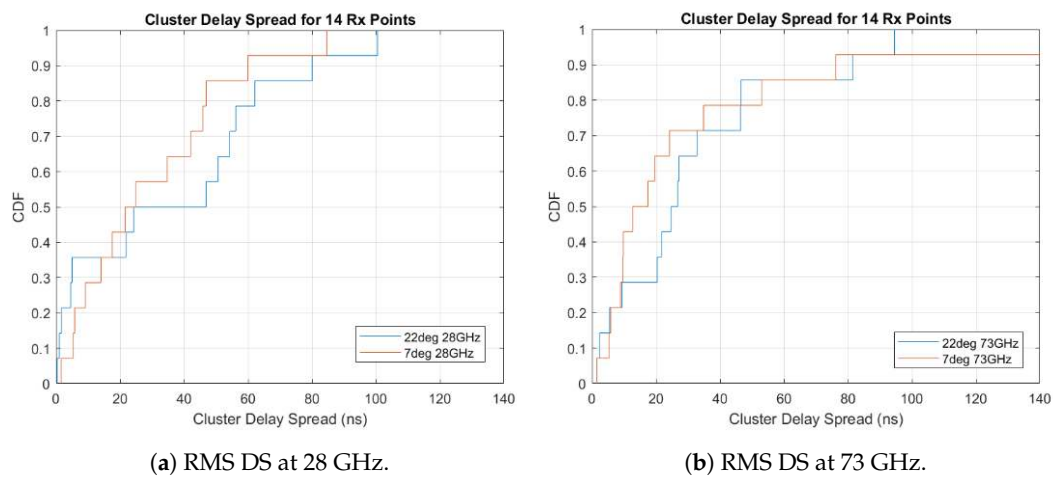 Cluster Delay Spread for 14 Rx Points
1
0.9
0.8
0.7
0.6
0.5
0.4
0.3
0.2
0.1
0
CDF
22deg 28GHz
7deg 28GHz
0 20 40 60 80 100 120 140
Cluster Delay Spread (ns)
(a) RMS DS at 28 GHz.
Cluster Delay Spread for 14 Rx Points
1
0.9
0.8
0.7
0.6
0.5
0.4
0.3
0.2
0.1
0
CDF
22deg 73GHz
7deg 73GHz
0 20 40 60 80 100 120 140
Cluster Delay Spread (ns)
(b) RMS DS at 73 GHz.